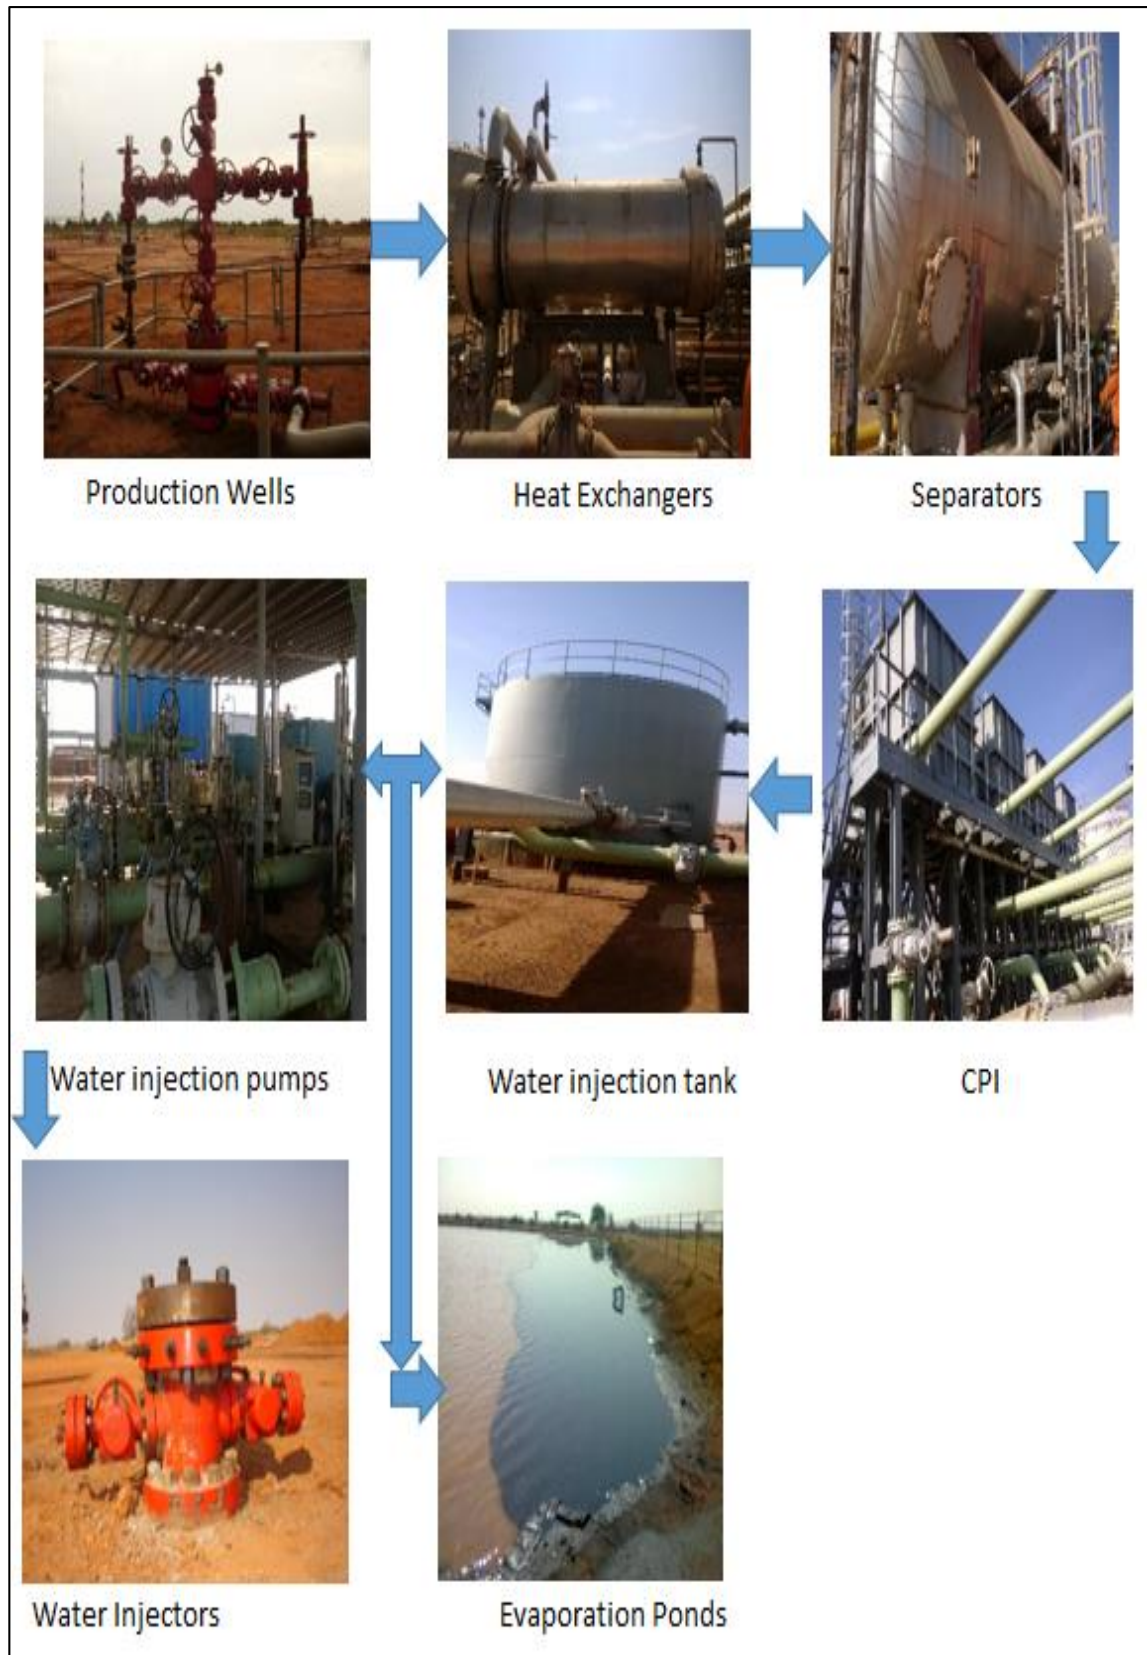 Production Wells
Heat Exchangers
Separators
Water injection pumps
Water injection tank
CPI
Water Injectors
Evaporation Ponds